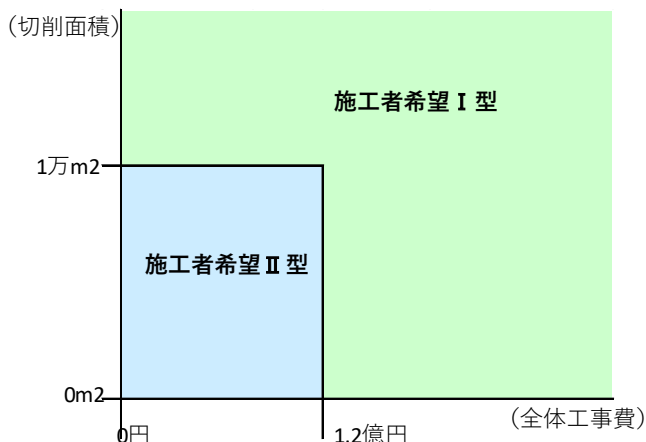 （切削面積）
施工者希望Ⅰ型
1万m2
施工者希望Ⅱ型
0m2
0円
1.2億円
（全体工事費）